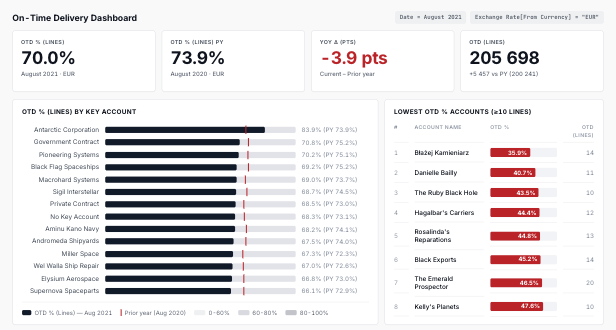 On-Time Delivery Dashboard
Date = August 2021
Exchange Rate[From Currency] = "EUR"
OTD % (LINES)
70.0%
August 2021 · EUR
OTD % (LINES) PY
73.9%
August 2020 · EUR
YOY Δ (PTS)
-3.9 pts
Current – Prior year
OTD (LINES)
205 698
+5 457 vs PY (200 241)
OTD % (LINES) BY KEY ACCOUNT
Antarctic Corporation 83.9% (PY 73.9%)
Government Contract 70.8% (PY 75.2%)
Pioneering Systems 70.2% (PY 75.1%)
Black Flag Spaceships 69.2% (PY 75.2%)
Macrohard Systems 69.0% (PY 73.7%)
Sigil Interstellar 68.7% (PY 74.5%)
Private Contract 68.5% (PY 73.0%)
No Key Account 68.3% (PY 73.1%)
Aminu Kano Navy 68.2% (PY 74.1%)
Andromeda Shipyards 67.5% (PY 74.0%)
Miller Space 67.3% (PY 72.3%)
Wei Walla Ship Repair 67.0% (PY 72.6%)
Elysium Aerospace 66.6% (PY 73.0%)
Supernova Spaceparts 66.1% (PY 72.9%)
OTD % (Lines) — Aug 2021
Prior year (Aug 2020)
0–60%
60–80%
80–100%
LOWEST OTD % ACCOUNTS (≥10 LINES)
# ACCOUNT NAME OTD % OTD
(LINES)
1 Błażej Kamieniarz 35.9% 14
2 Danielle Bailly 40.7% 11
3 The Ruby Black Hole 43.5% 10
4 Hagalbar's Carriers 44.4% 12
5 Rosalinda's
Reparations 44.8% 13
6 Black Exports 45.2% 14
7 The Emerald
Prospector 46.5% 20
8 Kelly's Planets 47.6% 10